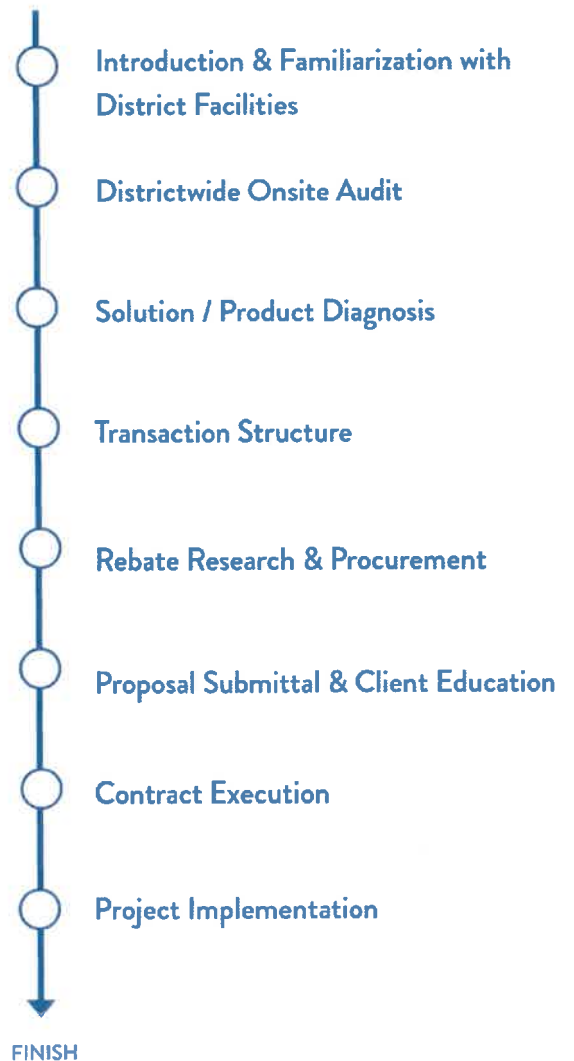 Introduction & Familiarization with
District Facilities
Districtwide Onsite Audit
Solution / Product Diagnosis
Transaction Structure
Rebate Research & Procurement
Proposal Submittal & Client Education
Contract Execution
Project Implementation
FINISH